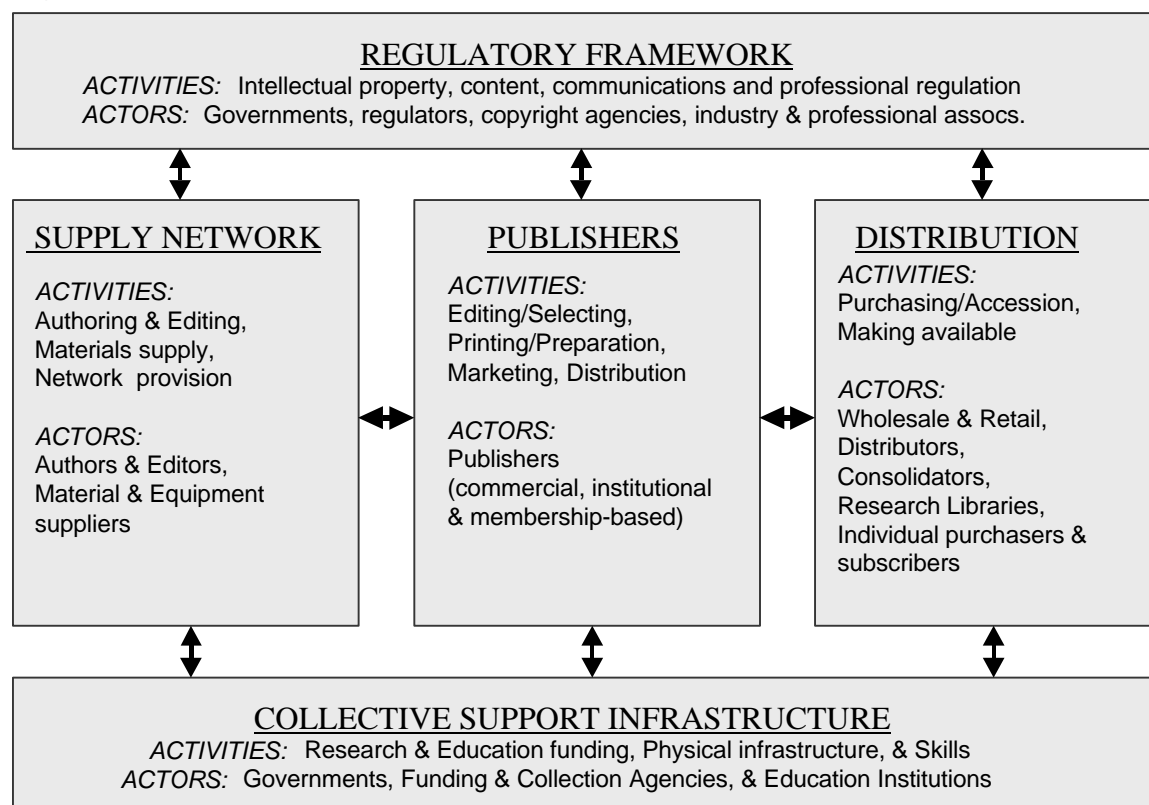 REGULATORY FRAMEWORK
ACTIVITIES: Intellectual property, content, communications and professional regulation
ACTORS: Governments, regulators, copyright agencies, industry & professional assocs.
SUPPLY NETWORK
ACTIVITIES:
Authoring & Editing,
Materials supply,
Network provision
ACTORS:
Authors & Editors,
Material & Equipment
suppliers
PUBLISHERS
ACTIVITIES:
Editing/Selecting,
Printing/Preparation,
Marketing, Distribution
ACTORS:
Publishers
(commercial, institutional
& membership-based)
DISTRIBUTION
ACTIVITIES:
Purchasing/Accession,
Making available
ACTORS:
Wholesale & Retail,
Distributors,
Consolidators,
Research Libraries,
Individual purchasers &
subscribers
COLLECTIVE SUPPORT INFRASTRUCTURE
ACTIVITIES: Research & Education funding, Physical infrastructure, & Skills
ACTORS: Governments, Funding & Collection Agencies, & Education Institutions